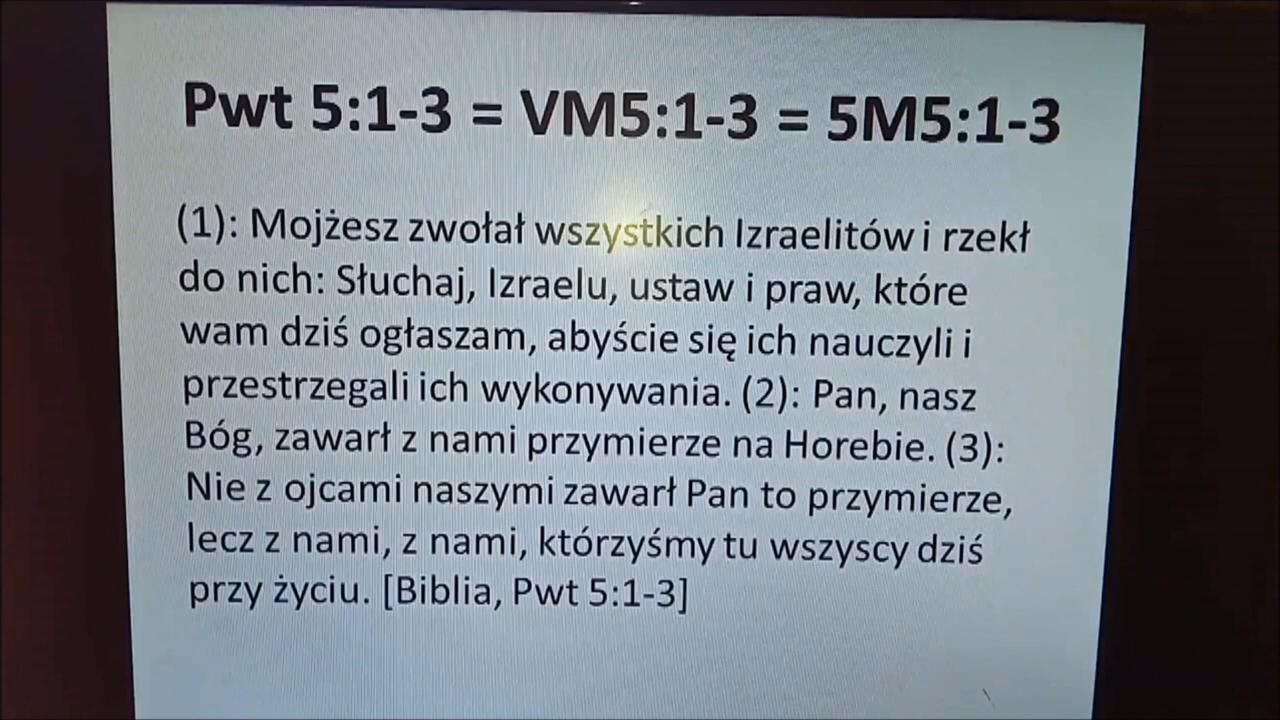 Pwt 5:1-3 = VM5:1-3 = 5M5:1-3
(1): Mojżesz zwołał wszystkich Izraelitów i rzekł
do nich: Słuchaj, Izraelu, ustaw i praw, które
wam dziś ogłaszam, abyście się ich nauczyli i
przestrzegali ich wykonywania. (2): Pan, nasz
Bóg, zawarł z nami przymierze na Horebie. (3):
Nie z ojcami naszymi zawarł Pan to przymierze,
lecz z nami, z nami, którzyśmy tu wszyscy dziś
przy życiu. [Biblia, Pwt 5:1-3]